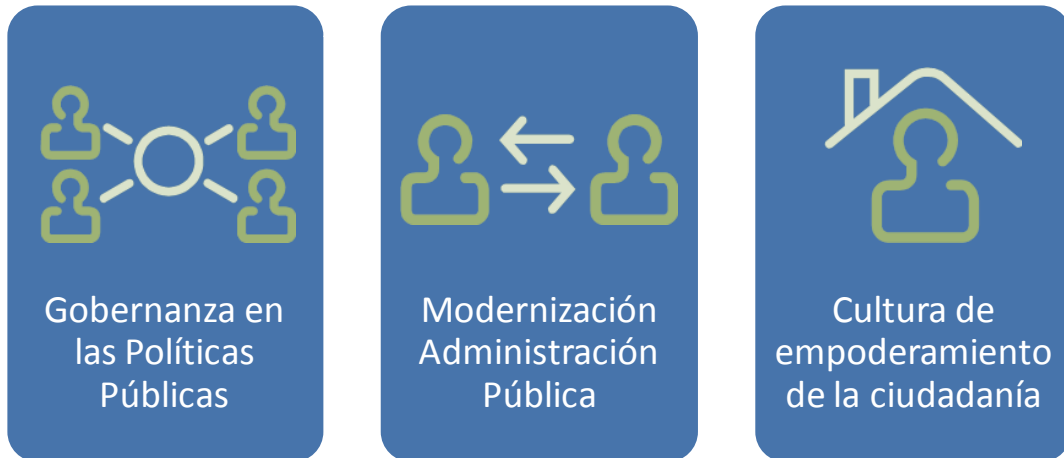 Gobernanza en
las Políticas
Públicas
Modernización
Administración
Pública
Cultura de
empoderamiento
de la ciudadanía